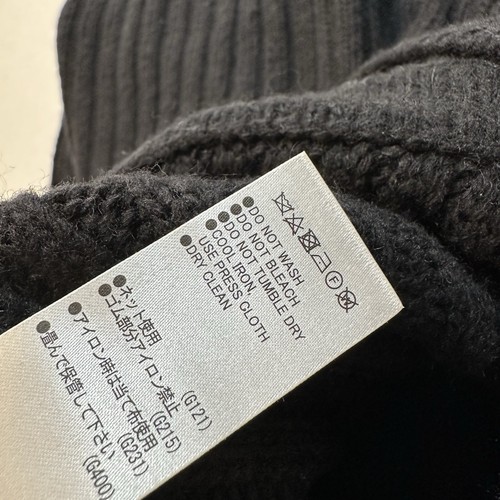 F
●DO NOT WASH
●DO NOT BLEACH
●DO NOT TUMBLE DRY
●COOL IRON
USE PRESS CLOTH
●DRY CLEAN
●ネット使用 (G121)
●ゴム部分アイロン禁止 (G215)
●アイロン時は当て布使用 (G231)
●畳んで保管して下さい (G400)